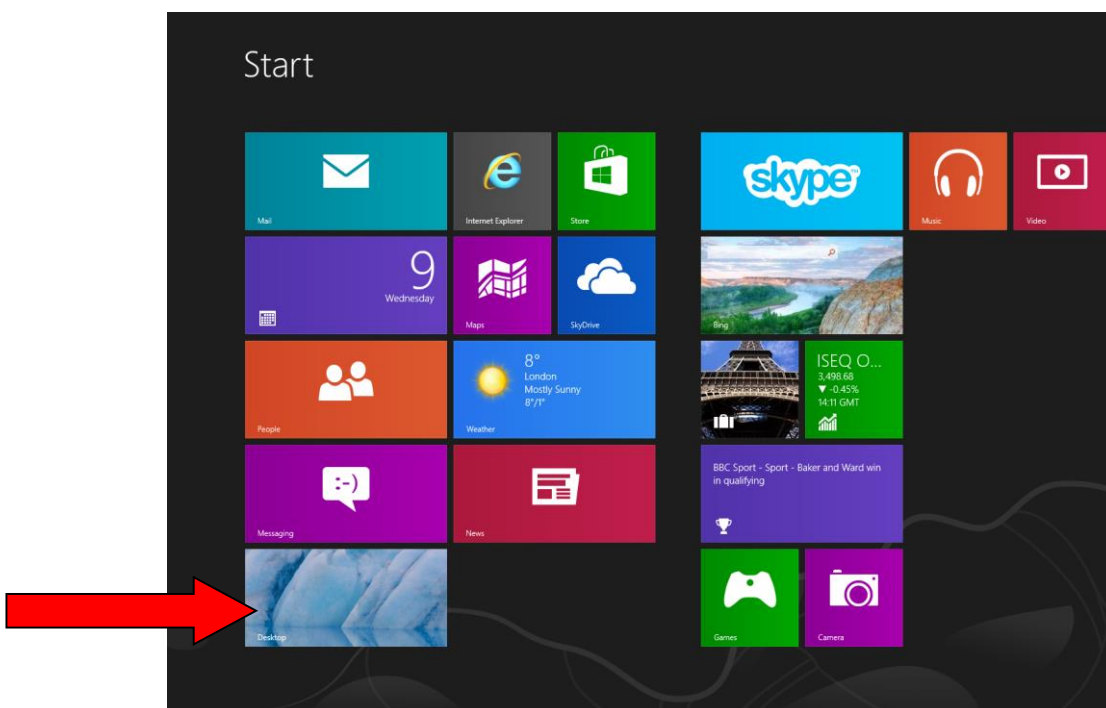 Start
Mail
Internet Explorer
Store
skype
Music
Video
9
Wednesday
Maps
SkyDrive
Bing
People
8°
London
Mostly Sunny
8°/1°
Weather
ISEQ O...
3,498.68
▼ -0.45%
14:11 GMT
:-)
Messaging
News
BBC Sport - Sport - Baker and Ward win
in qualifying
Desktop
Games
Camera